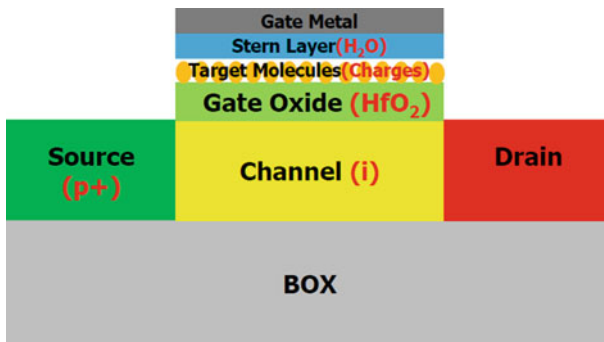 Gate Metal
Stern Layer(H₂O)
Target Molecules(Charges)
Gate Oxide (HfO₂)
Source
(p+)
Channel (i)
Drain
BOX